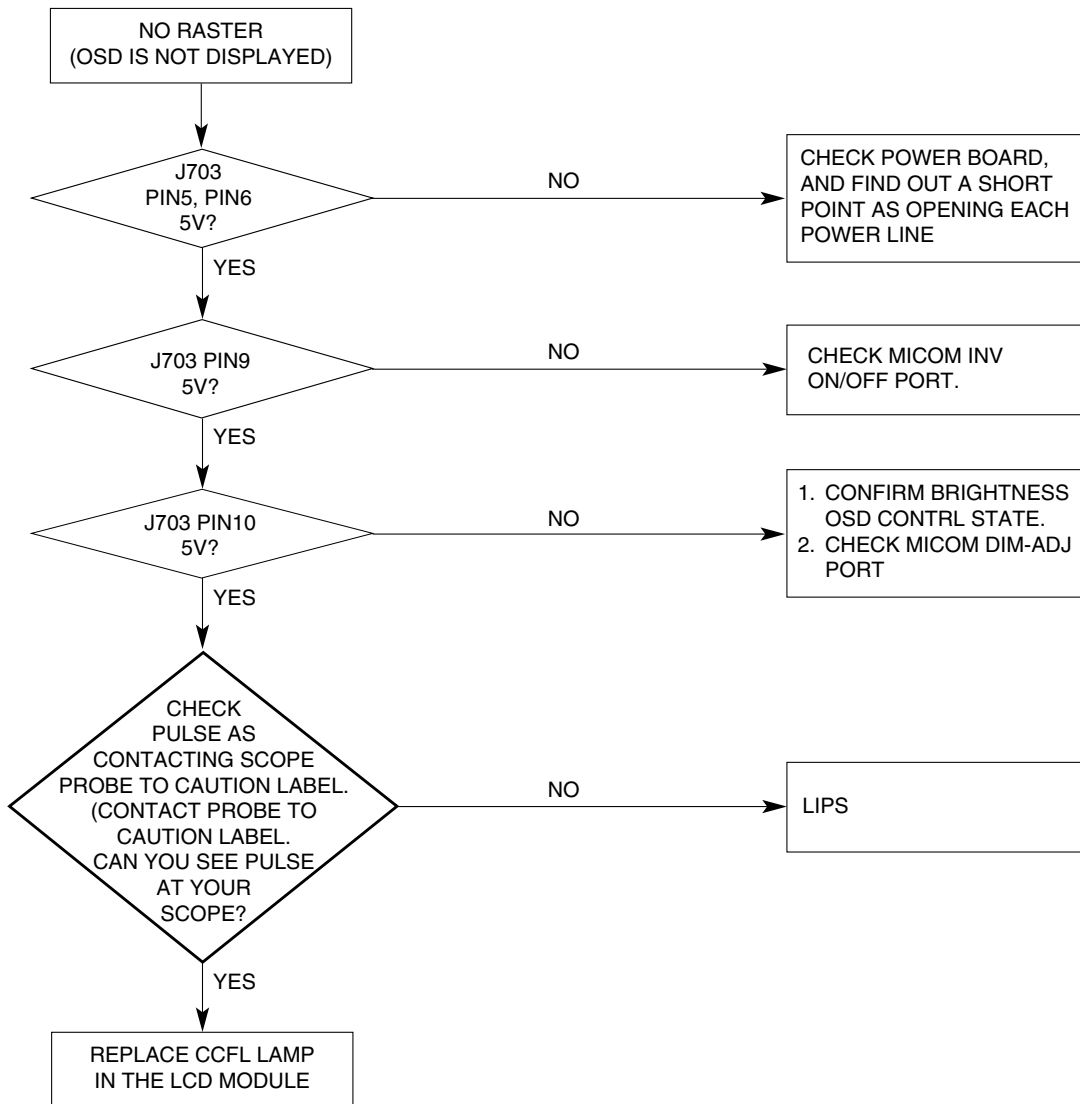 NO RASTER
(OSD IS NOT DISPLAYED)
J703
PIN5, PIN6
5V?
NO
CHECK POWER BOARD,
AND FIND OUT A SHORT
POINT AS OPENING EACH
POWER LINE
YES
J703 PIN9
5V?
NO
CHECK MICOM INV
ON/OFF PORT.
YES
J703 PIN10
5V?
NO
1. CONFIRM BRIGHTNESS
OSD CONTRL STATE.
2. CHECK MICOM DIM-ADJ
PORT
YES
CHECK
PULSE AS
CONTACTING SCOPE
PROBE TO CAUTION LABEL.
(CONTACT PROBE TO
CAUTION LABEL.
CAN YOU SEE PULSE
AT YOUR
SCOPE?
NO
LIPS
YES
REPLACE CCFL LAMP
IN THE LCD MODULE